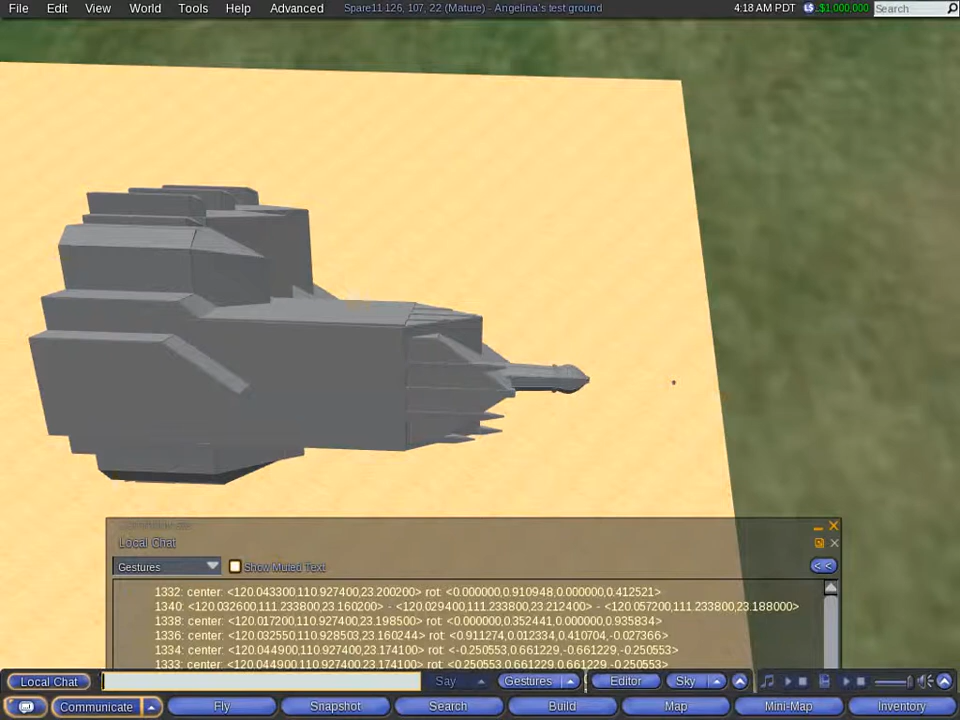 File Edit View World Tools Help Advanced Spare11 126, 107, 22 (Mature) - Angelina's test ground 4:18 AM PDT L$ $1,000,000 Search
Local Chat
Gestures Show Muted Text < <
1332: center: <120.043300,110.927400,23.200200> rot: <0.000000,0.910948,0.000000,0.412521>
1340: <120.032600,111.233800,23.160200> - <120.029400,111.233800,23.212400> - <120.057200,111.233800,23.188000>
1338: center: <120.017200,110.927400,23.198500> rot: <0.000000,0.352441,0.000000,0.935834>
1336: center: <120.032550,110.928503,23.160244> rot: <0.911274,0.012334,0.410704,-0.027366>
1334: center: <120.044900,110.927400,23.174100> rot: <-0.250553,0.661229,-0.661229,-0.250553>
1333: center: <120.044900,110.927400,23.174100> rot: <0.250553,0.661229,0.661229,-0.250553>
Local Chat Say Gestures Editor Sky
Communicate Fly Snapshot Search Build Map Mini-Map Inventory